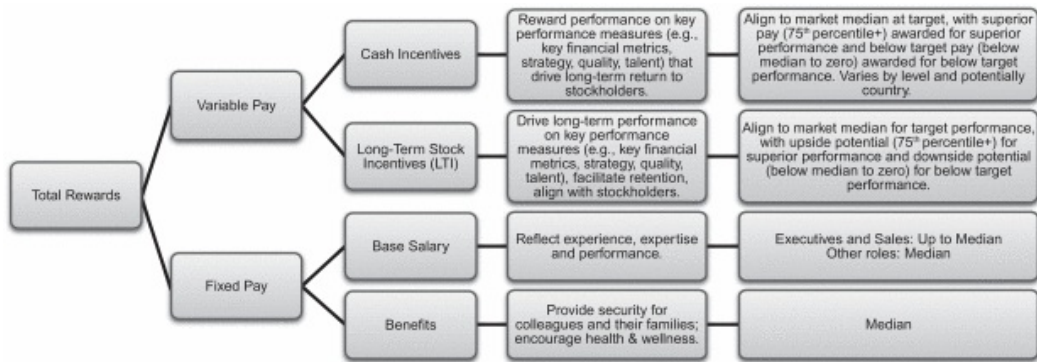 Total Rewards
Variable Pay
Cash Incentives
Reward performance on key
performance measures (e.g.,
key financial metrics,
strategy, quality, talent) that
drive long-term return to
stockholders.
Align to market median at target, with superior
pay (75th percentile+) awarded for superior
performance and below target pay (below
median to zero) awarded for below target
performance. Varies by level and potentially
country.
Long-Term Stock
Incentives (LTI)
Drive long-term performance
on key performance
measures (e.g., key financial
metrics, strategy, quality,
talent), facilitate retention,
align with stockholders.
Align to market median for target performance,
with upside potential (75th percentile+) for
superior performance and downside potential
(below median to zero) for below target
performance.
Fixed Pay
Base Salary
Reflect experience, expertise
and performance.
Executives and Sales: Up to Median
Other roles: Median
Benefits
Provide security for
colleagues and their families;
encourage health & wellness.
Median